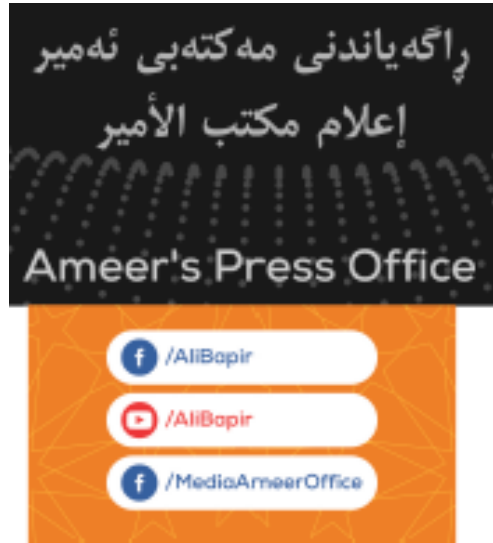 ڕاگەیاندنی مەکتەبی ئەمیر
إعلام مكتب الأمير
Ameer's Press Office
/AliBapir
/AliBapir
/MediaAmeerOffice